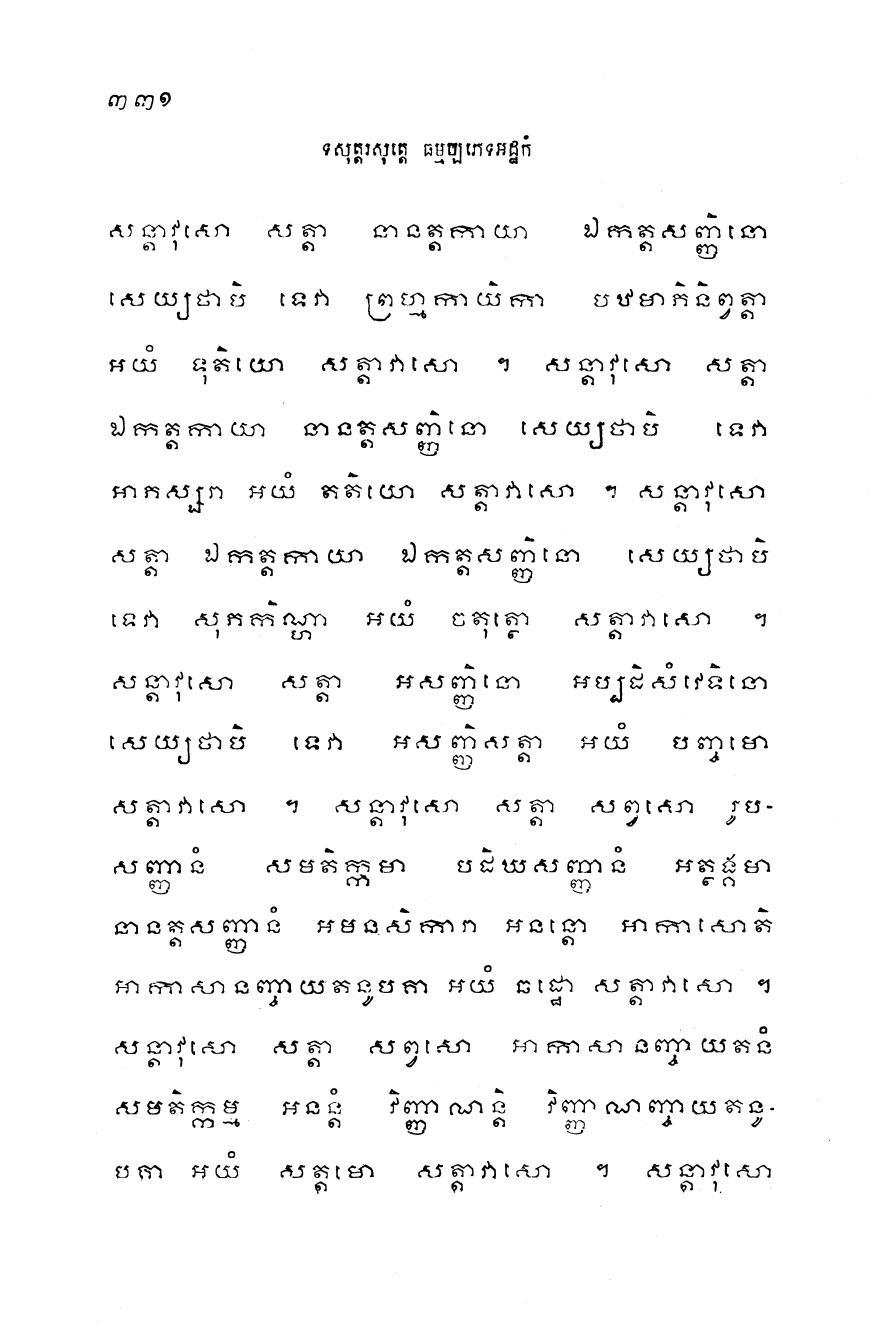 ៣៣១
ទសុត្តរសុត្តេ ធម្មប្បភេទអដ្ឋកំ
សន្តាវុសោ សត្តា នានត្តកាយា ឯកត្តសញ្ញិនោ
សេយ្យថាបិ ទេវា ព្រហ្មកាយិកា បឋមាភិនិព្វត្តា
អយំ ទុតិយោ សត្តាវាសោ ។ សន្តាវុសោ សត្តា
ឯកត្តកាយា នានត្តសញ្ញិនោ សេយ្យថាបិ ទេវា
អាភស្សរា អយំ តតិយោ សត្តាវាសោ ។ សន្តាវុសោ
សត្តា ឯកត្តកាយា ឯកត្តសញ្ញិនោ សេយ្យថាបិ
ទេវា សុភកិណ្ហា អយំ ចតុត្ថោ សត្តាវាសោ ។
សន្តាវុសោ សត្តា អសញ្ញិនោ អប្បដិសំវេទិនោ
សេយ្យថាបិ ទេវា អសញ្ញិសត្តា អយំ បញ្ចមោ
សត្តាវាសោ ។ សន្តាវុសោ សត្តា សព្វសោ រូប-
សញ្ញានំ សមតិក្កមា បដិឃសញ្ញានំ អត្ថង្គមា
នានត្តសញ្ញានំ អមនសិការា អនន្តោ អាកាសោតិ
អាកាសានញ្ចាយតនូបតា អយំ ឆដ្ឋោ សត្តាវាសោ ។
សន្តាវុសោ សត្តា សព្វសោ អាកាសានញ្ចាយតនំ
សមតិក្កម្ម អនន្តំ វិញ្ញាណន្តិ វិញ្ញាណញ្ចាយតនូ-
បតា អយំ សត្តមោ សត្តាវាសោ ។ សន្តាវុសោ